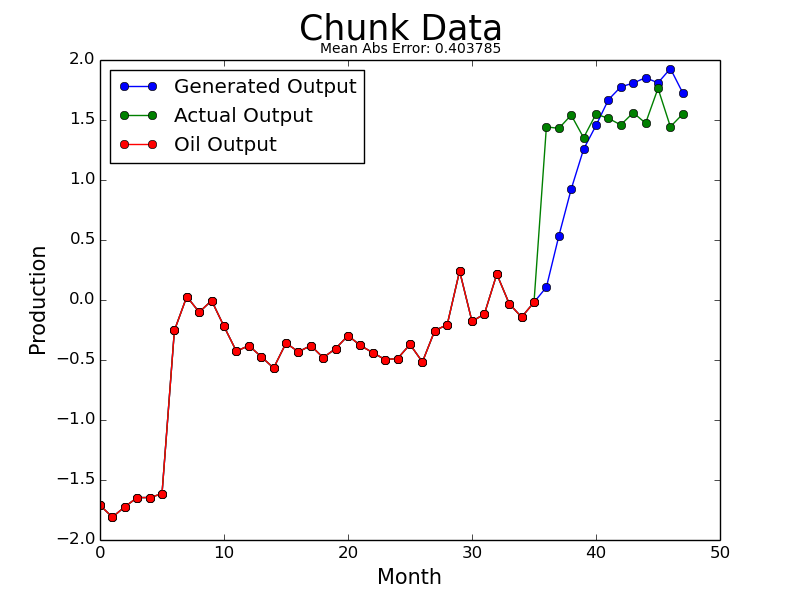 Chunk Data
Mean Abs Error: 0.403785
Generated Output
Actual Output
Oil Output
2.0
1.5
1.0
0.5
0.0
−0.5
−1.0
−1.5
−2.0
Production
0 10 20 30 40 50
Month